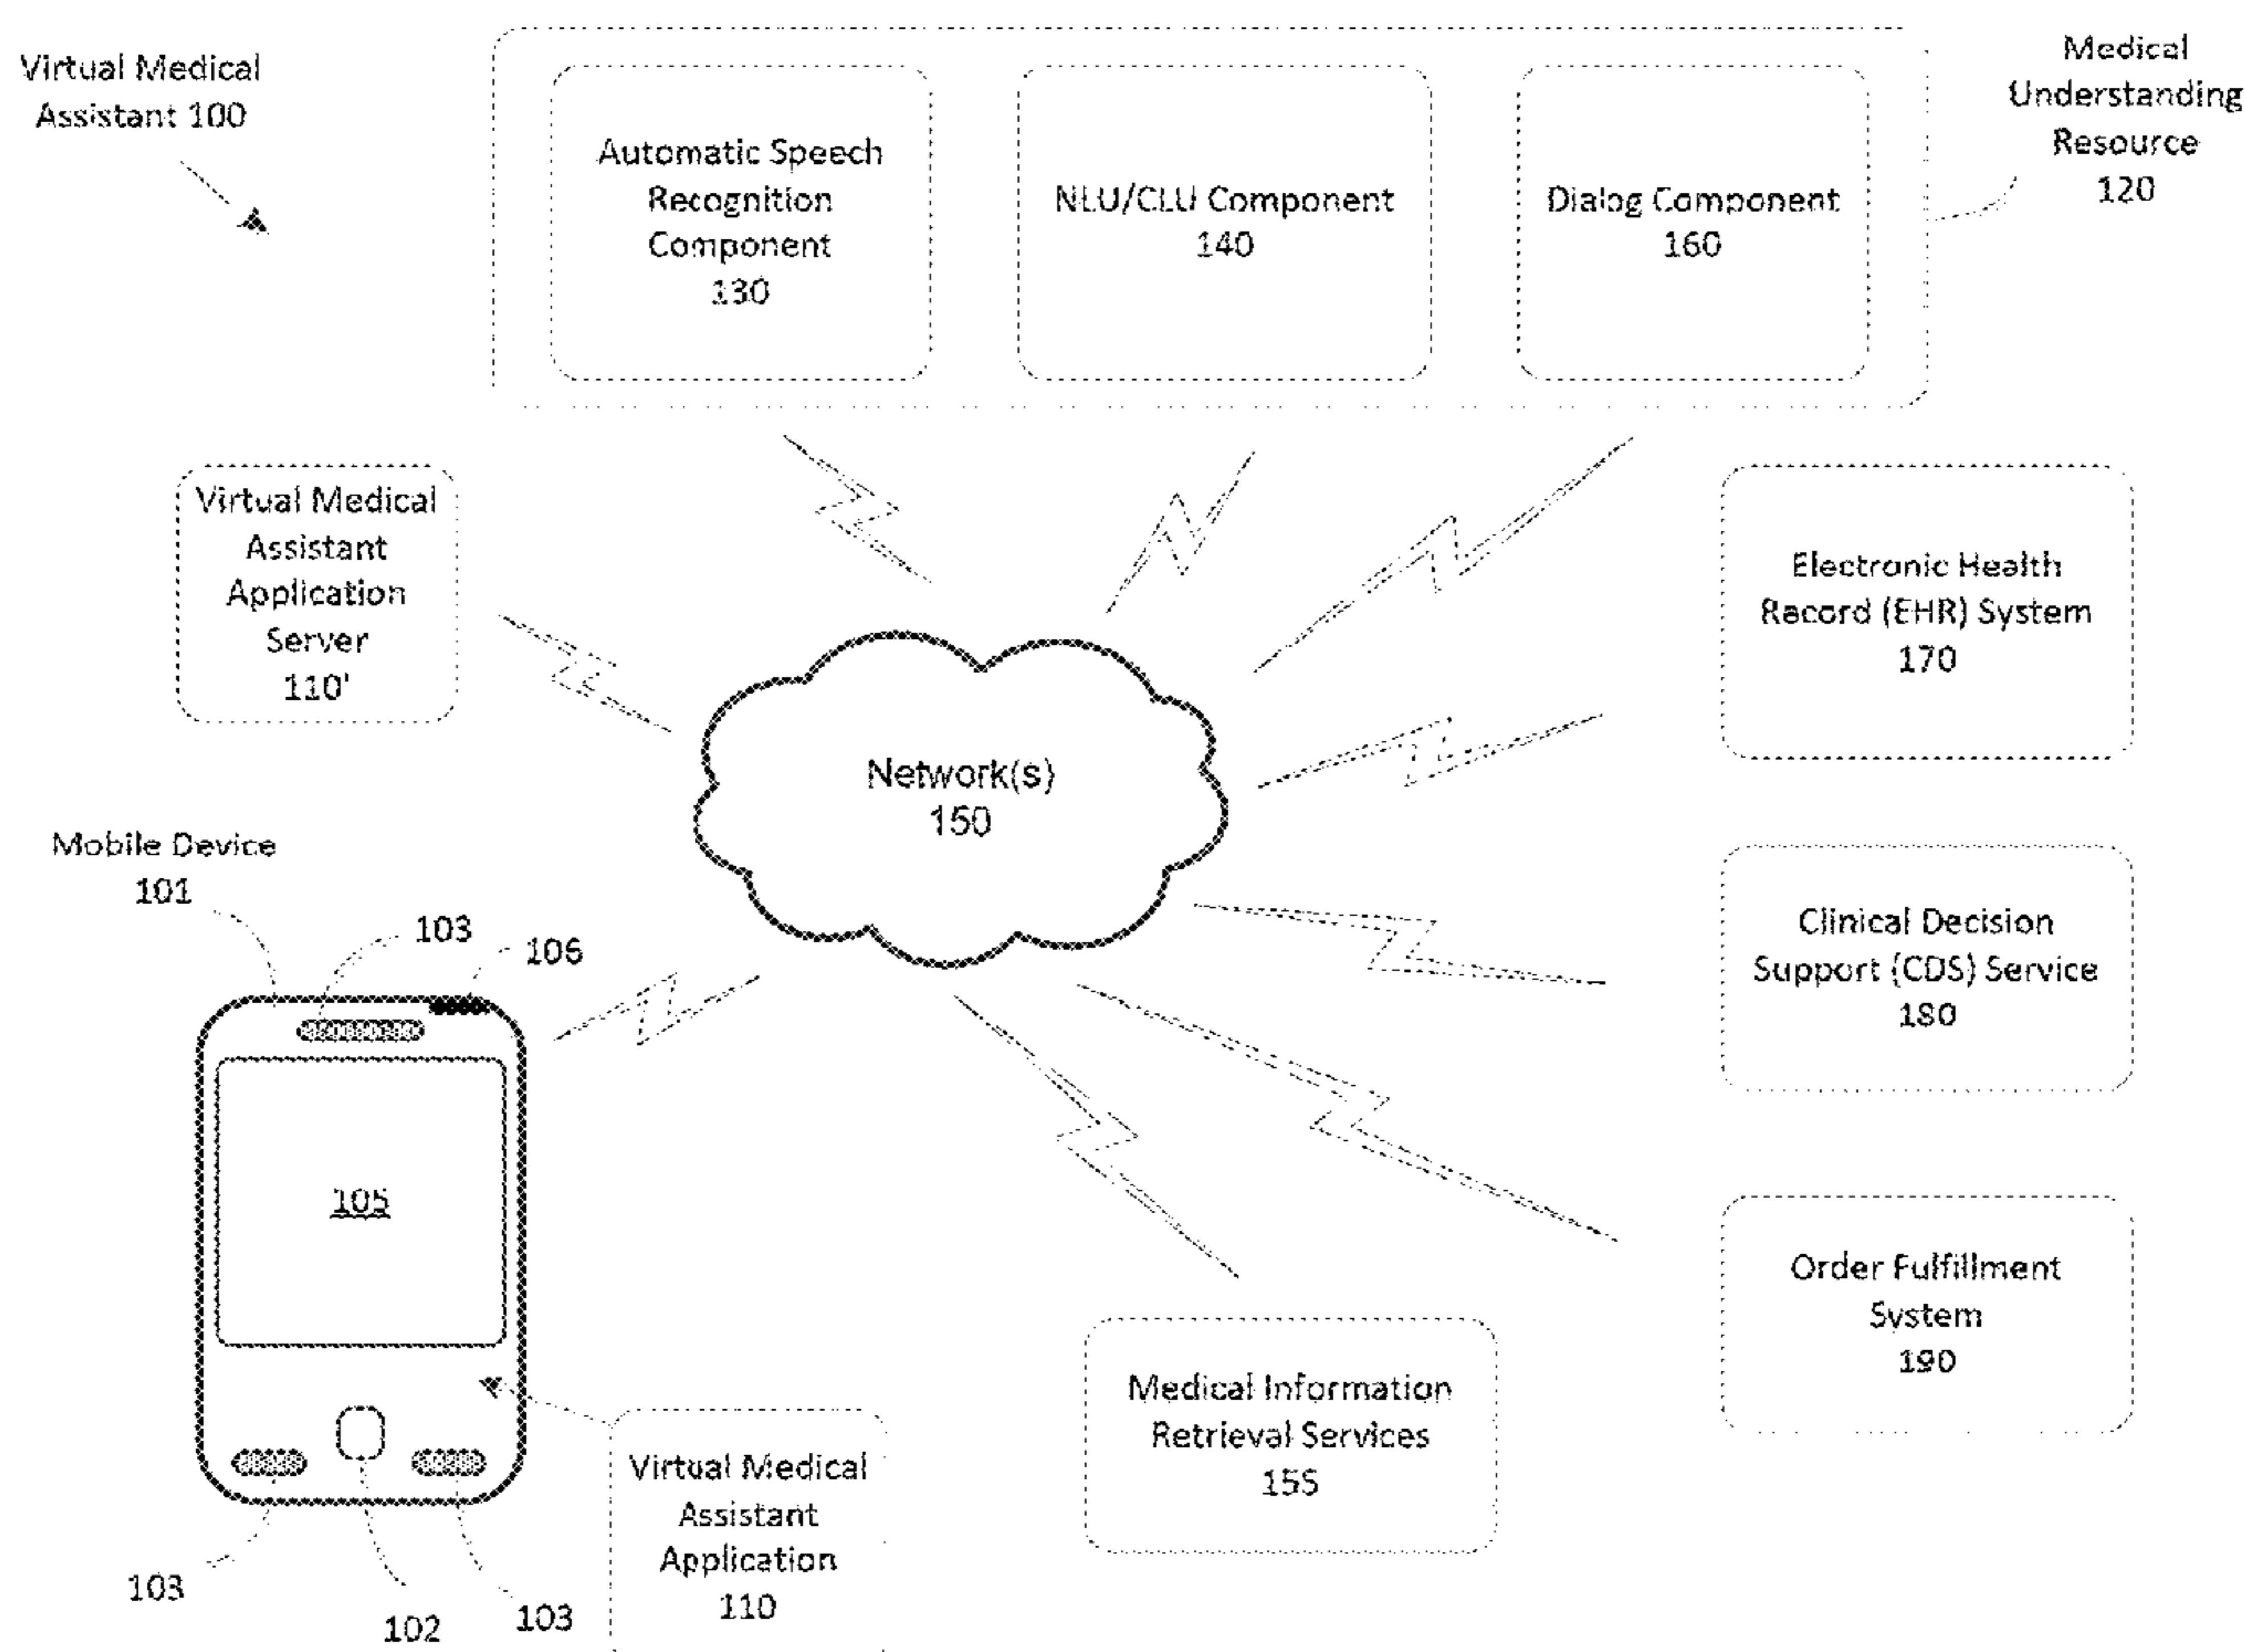 Virtual Medical
Assistant 100
Automatic Speech
Recognition
Component
130
NLU/CLU Component
140
Dialog Component
160
Medical
Understanding
Resource
120
Virtual Medical
Assistant
Application
Server
110'
Electronic Health
Record (EHR) System
170
Network(s)
150
Mobile Device
101
103
106
Clinical Decision
Support (CDS) Service
180
105
Order Fulfillment
System
190
Medical Information
Retrieval Services
155
Virtual Medical
Assistant
Application
110
103
102
103